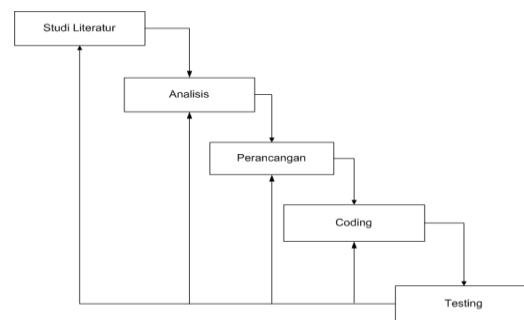 Studi Literatur
Analisis
Perancangan
Coding
Testing